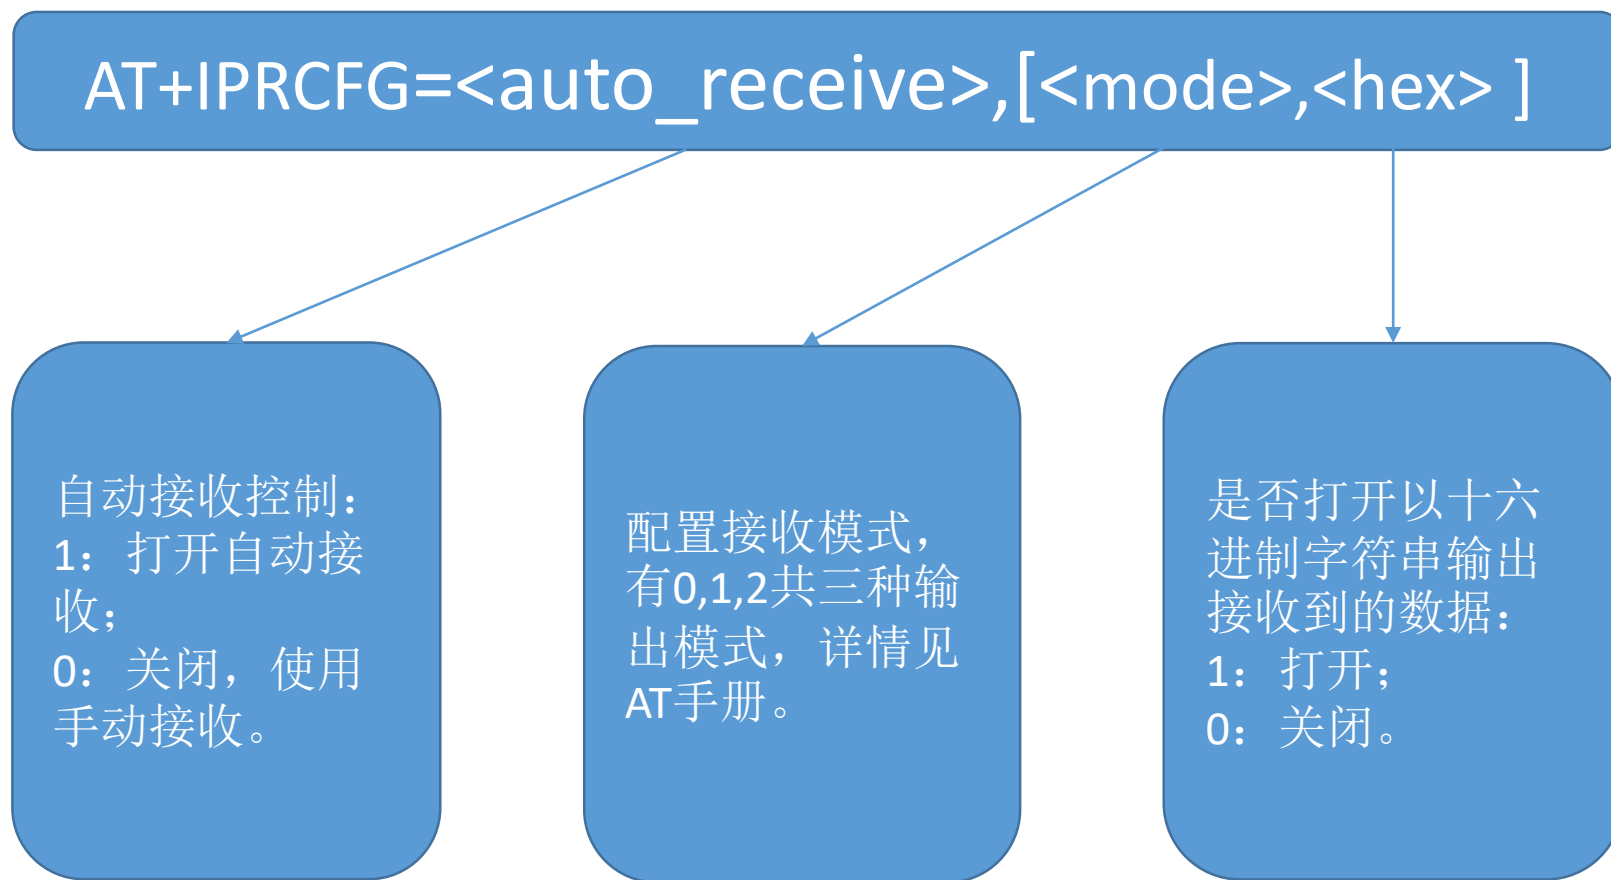 AT+IPRCFG=<auto_receive>,[<mode>,<hex> ]
自动接收控制：
1：打开自动接
收；
0：关闭，使用
手动接收。
配置接收模式，
有0,1,2共三种输
出模式，详情见
AT手册。
是否打开以十六
进制字符串输出
接收到的数据：
1：打开；
0：关闭。